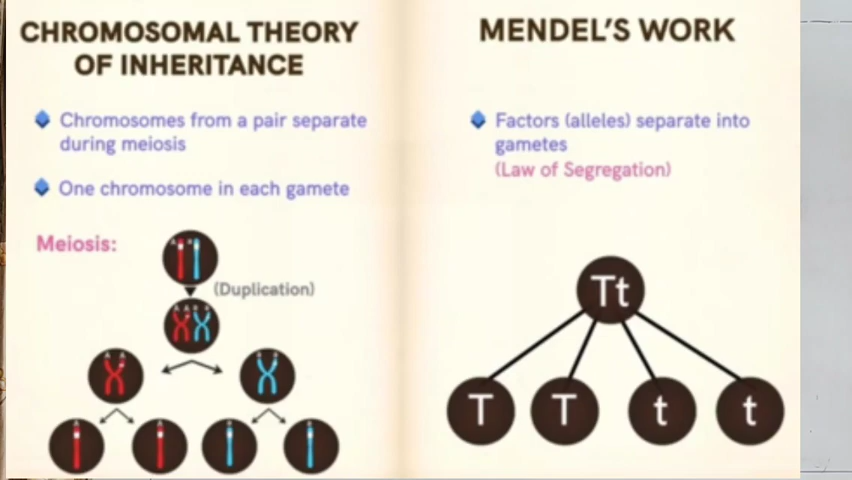 CHROMOSOMAL THEORY
OF INHERITANCE
Chromosomes from a pair separate
during meiosis
One chromosome in each gamete
Meiosis:
(Duplication)
MENDEL'S WORK
Factors (alleles) separate into
gametes
(Law of Segregation)
Tt
T T t t